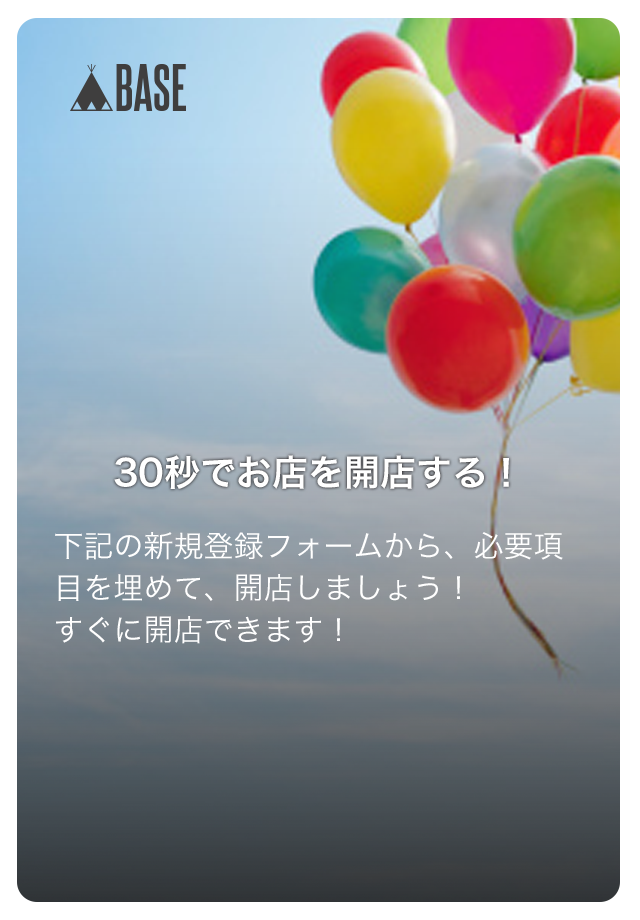 BASE
30秒でお店を開店する！
下記の新規登録フォームから、必要項
目を埋めて、開店しましょう！
すぐに開店できます！